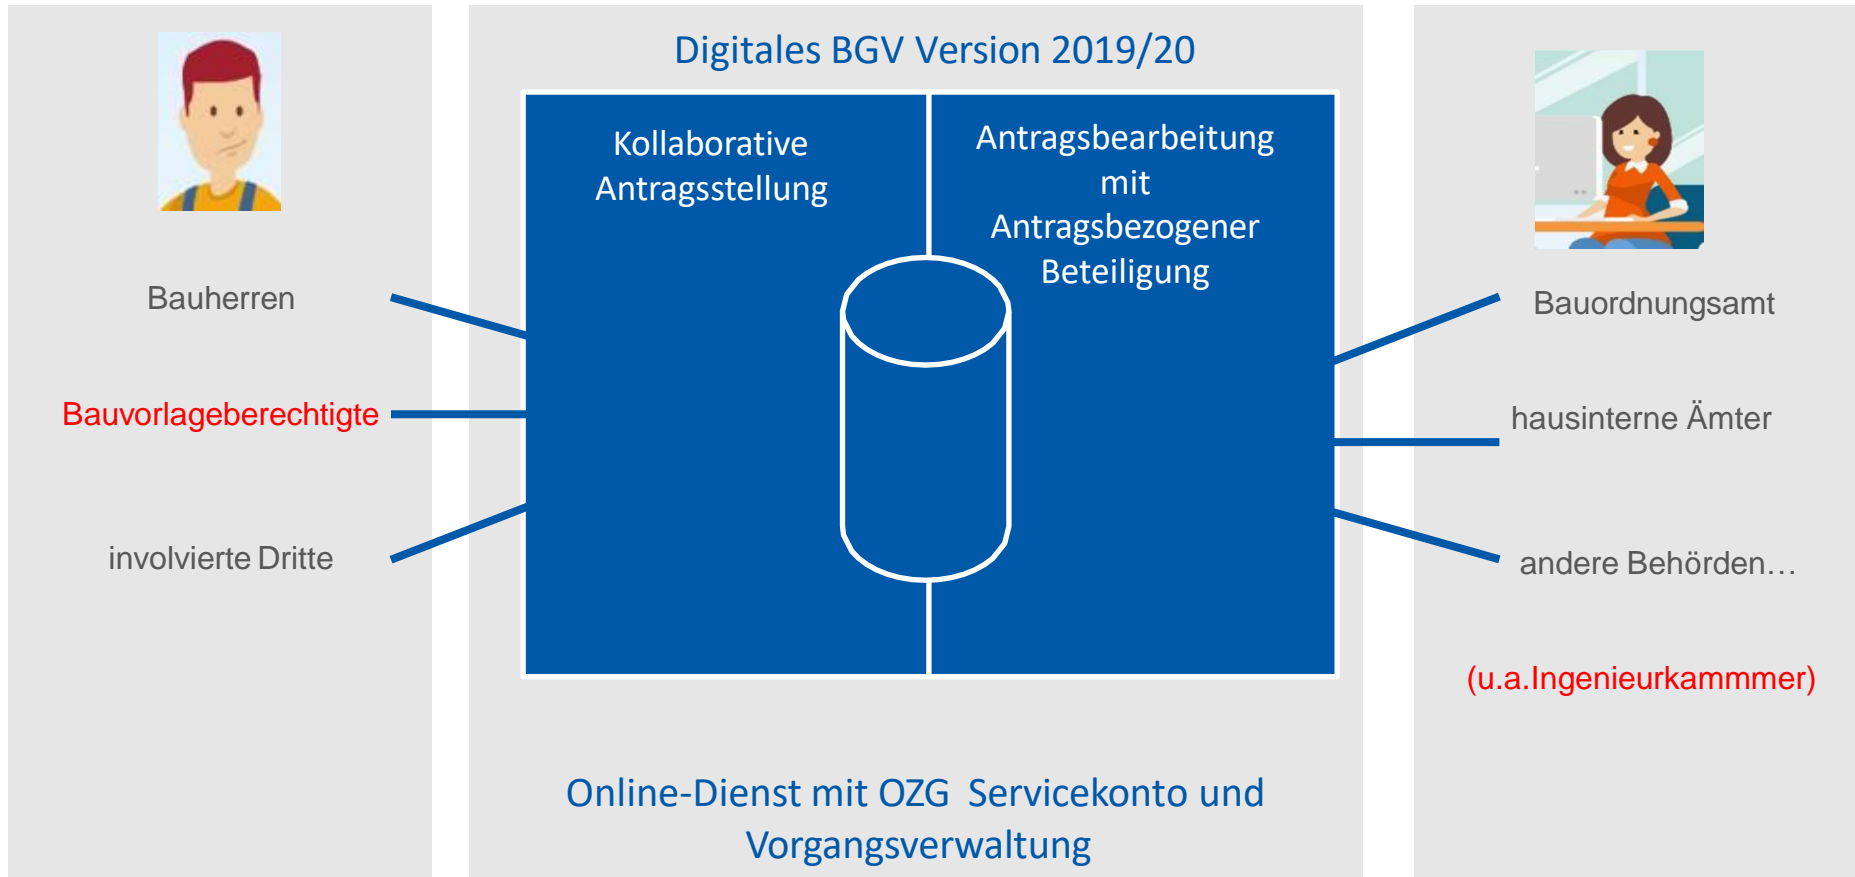 Digitales BGV Version 2019/20
Kollaborative
Antragsstellung
Antragsbearbeitung
mit
Antragsbezogener
Beteiligung
Bauherren
Bauvorlageberechtigte
involvierte Dritte
Bauordnungsamt
hausinterne Ämter
andere Behörden…
(u.a.Ingenieurkammmer)
Online-Dienst mit OZG Servicekonto und
Vorgangsverwaltung